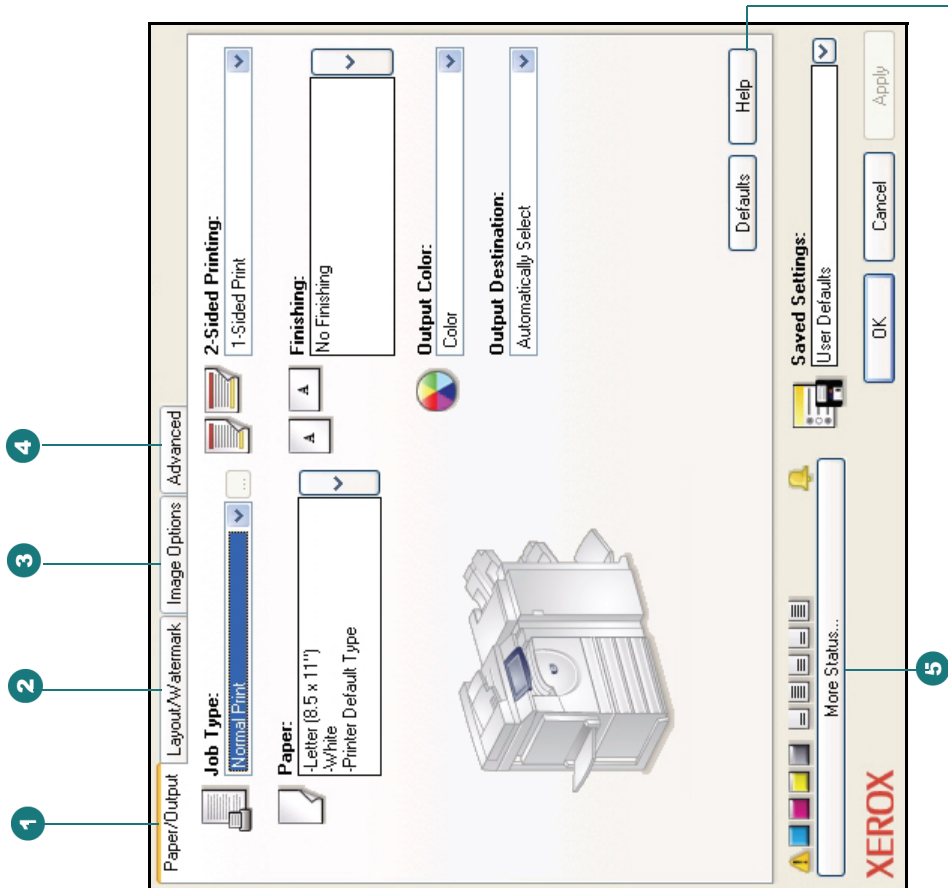 1
2
3
4
Paper/Output
Layout/Watermark
Image Options
Advanced
Job Type:
Normal Print
...
2-Sided Printing:
1-Sided Print
Paper:
-Letter (8.5 x 11")
-White
-Printer Default Type
Finishing:
No Finishing
A
A
Output Color:
Color
Output Destination:
Automatically Select
Defaults
Help
More Status...
Saved Settings:
User Defaults
XEROX
OK
Cancel
Apply
5